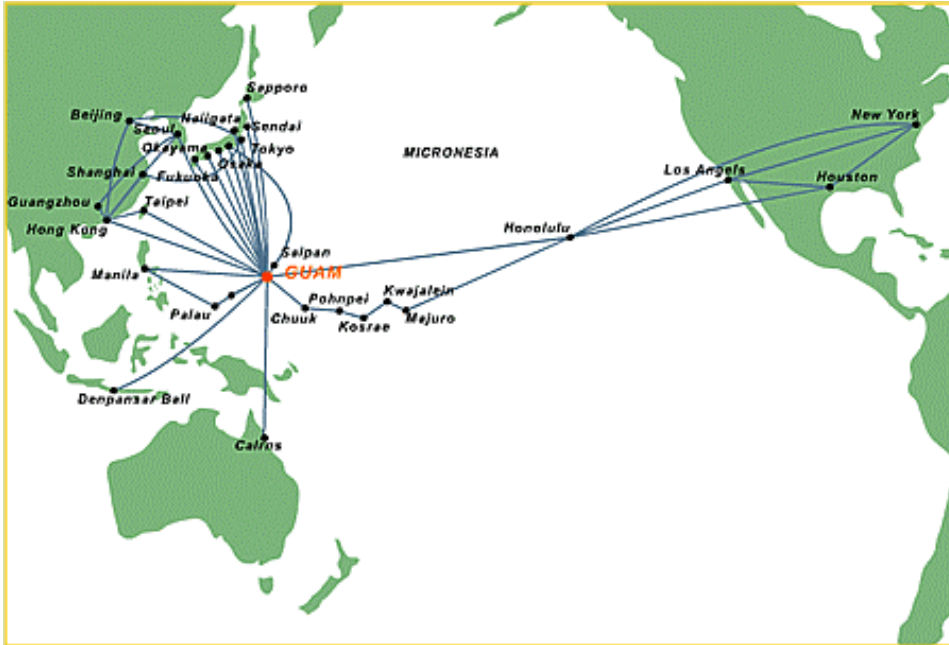 Sapporo
Beijing
Naiigata
Sendai
Seoul
Okayama
Tokyo
Osaka
Shanghai
Fukuoka
Guangzhou
Taipei
Hong Kong
MICRONESIA
New York
Los Angels
Houston
Honolulu
Saipan
GUAM
Manila
Palau
Chuuk
Pohnpei
Kosrae
Kwajalein
Majuro
Denpansar Bali
Cairns